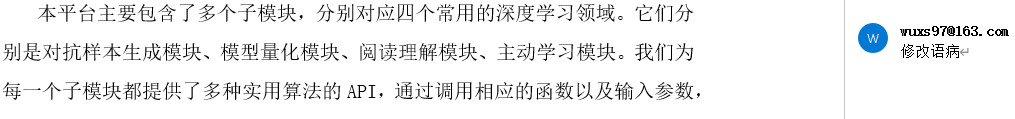 本平台主要包含了多个子模块，分别对应四个常用的深度学习领域。它们分
别是对抗样本生成模块、模型量化模块、阅读理解模块、主动学习模块。我们为
每一个子模块都提供了多种实用算法的 API，通过调用相应的函数以及输入参数，
W
wuxs97@163.com
修改语病